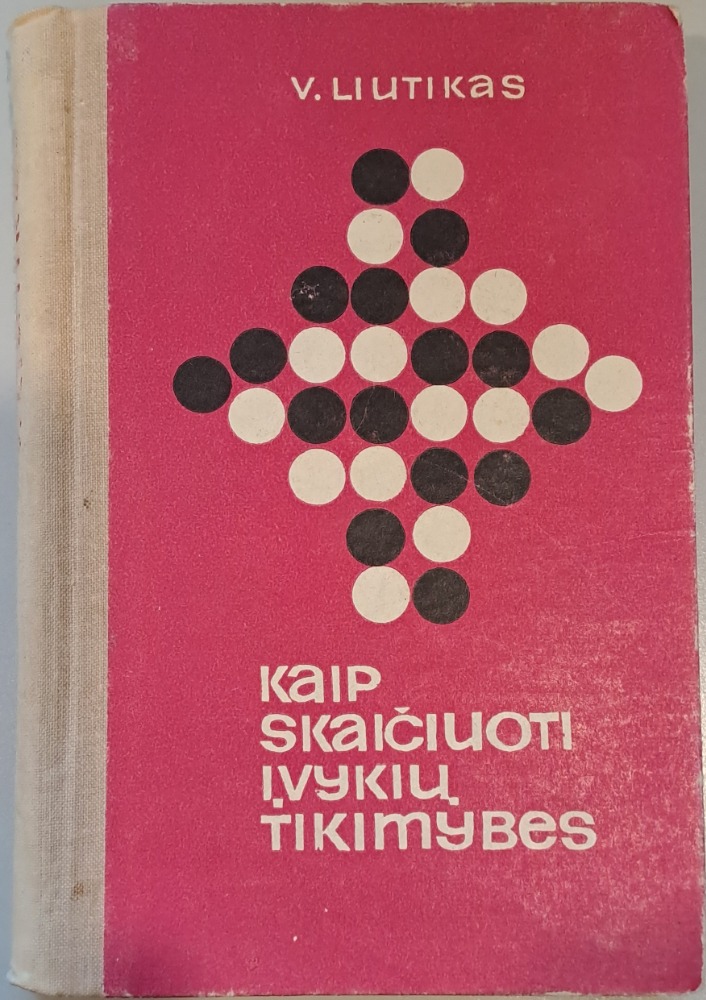 V. LIUTIKAS
KAIP
SKAIČIUOTI
ĮVYKIŲ
TIKIMYBES